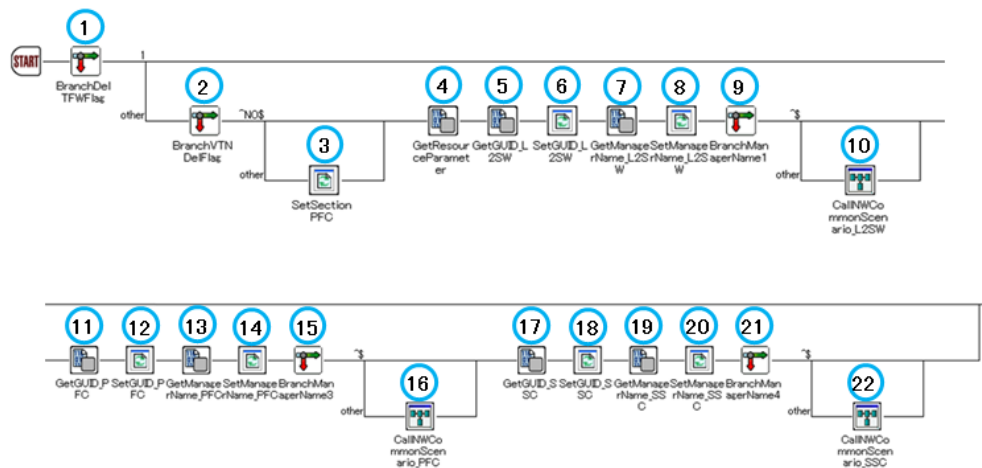 1
START
1
BranchDel
TFWFlag
other
2
^NO$
BranchVTN
DelFlag
3
other
SetSection
PFC
4
5
6
7
8
9
GetResour
ceParamet
er
GetGUID_L
2SW
SetGUID_L
2SW
GetManage
rName_L2S
W
SetManage
rName_L2S
W
BranchMan
agerName1
^$
10
other
CallNWCo
mmonScen
ario_L2SW
11
12
13
14
15
GetGUID_P
FC
SetGUID_P
FC
GetManage
rName_PFC
SetManage
rName_PFC
BranchMan
agerName3
^$
16
other
CallNWCo
mmonScen
ario_PFC
17
18
19
20
21
GetGUID_S
SC
SetGUID_S
SC
GetManage
rName_SS
C
SetManage
rName_SS
C
BranchMan
agerName4
^$
22
other
CallNWCo
mmonScen
ario_SSC